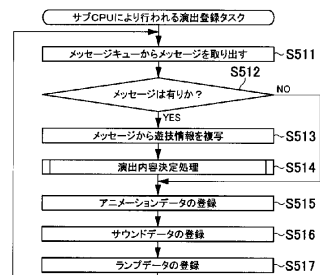 サブCPUにより行われる演出登録タスク
メッセージキューからメッセージを取り出す
S511
S512
メッセージは有りか?
NO
YES
メッセージから遊技情報を複写
S513
演出内容決定処理
S514
アニメーションデータの登録
S515
サウンドデータの登録
S516
ランプデータの登録
S517